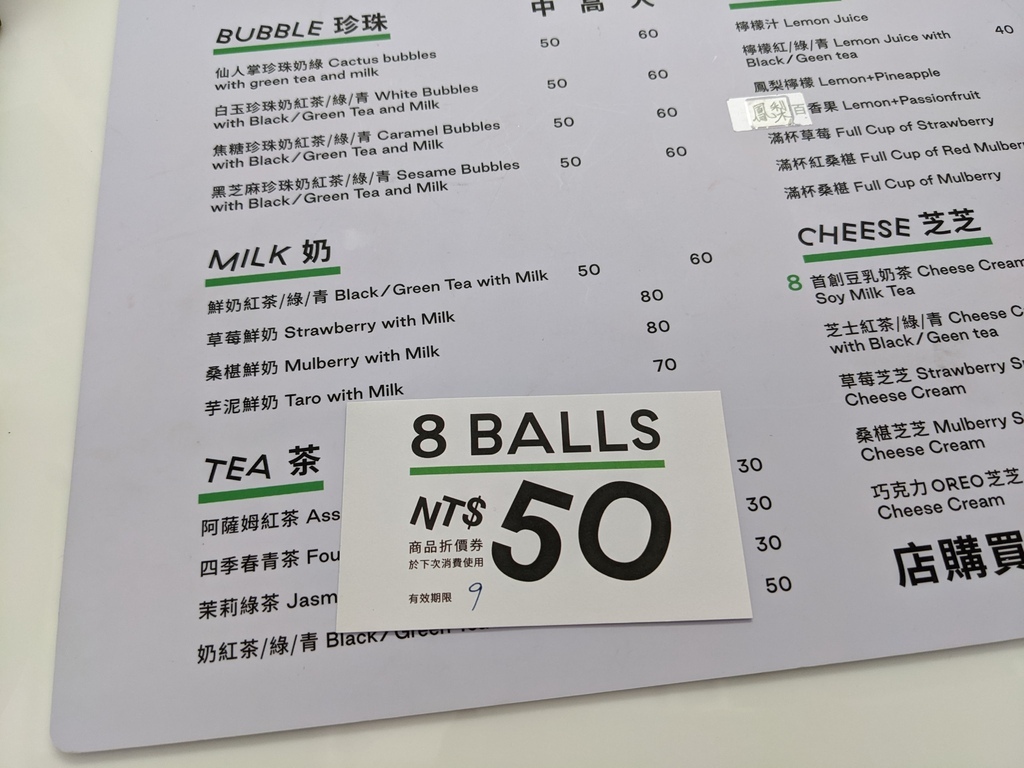 BUBBLE 珍珠
中 高 大
仙人掌珍珠奶綠 Cactus bubbles 50 60
with green tea and milk
白玉珍珠奶紅茶/綠/青 White Bubbles 50 60
with Black/Green Tea and Milk
焦糖珍珠奶紅茶/綠/青 Caramel Bubbles 50 60
with Black/Green Tea and Milk
黑芝麻珍珠奶紅茶/綠/青 Sesame Bubbles 50 60
with Black/Green Tea and Milk
MILK 奶
鮮奶紅茶/綠/青 Black/Green Tea with Milk 50 60
草莓鮮奶 Strawberry with Milk 80
桑椹鮮奶 Mulberry with Milk 80
芋泥鮮奶 Taro with Milk 70
TEA 茶
阿薩姆紅茶 Ass 30
四季春青茶 Fou 30
茉莉綠茶 Jasm 30
奶紅茶/綠/青 Black/Green 50
8 BALLS
NT$ 50
商品折價券
於下次消費使用
有效期限 9
檸檬汁 Lemon Juice
檸檬紅/綠/青 Lemon Juice with 40
Black/Geen tea
鳳梨檸檬 Lemon+Pineapple
鳳梨百香果 Lemon+Passionfruit
滿杯草莓 Full Cup of Strawberry
滿杯紅桑椹 Full Cup of Red Mulber
滿杯桑椹 Full Cup of Mulberry
CHEESE 芝芝
8 首創豆乳奶茶 Cheese Cream
Soy Milk Tea
芝士紅茶/綠/青 Cheese C
with Black/Geen tea
草莓芝芝 Strawberry S
Cheese Cream
桑椹芝芝 Mulberry S
Cheese Cream
巧克力OREO芝芝
Cheese Cream
店購買